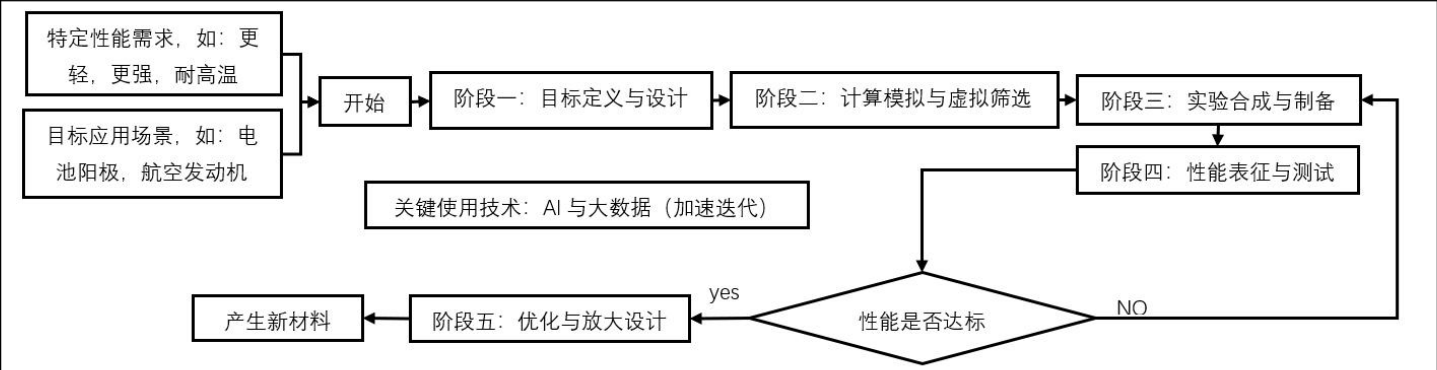 特定性能需求，如：更
轻，更强，耐高温
目标应用场景，如：电
池阳极，航空发动机
开始
阶段一：目标定义与设计
阶段二：计算模拟与虚拟筛选
阶段三：实验合成与制备
阶段四：性能表征与测试
关键使用技术：AI 与大数据（加速迭代）
性能是否达标
NO
yes
阶段五：优化与放大设计
产生新材料